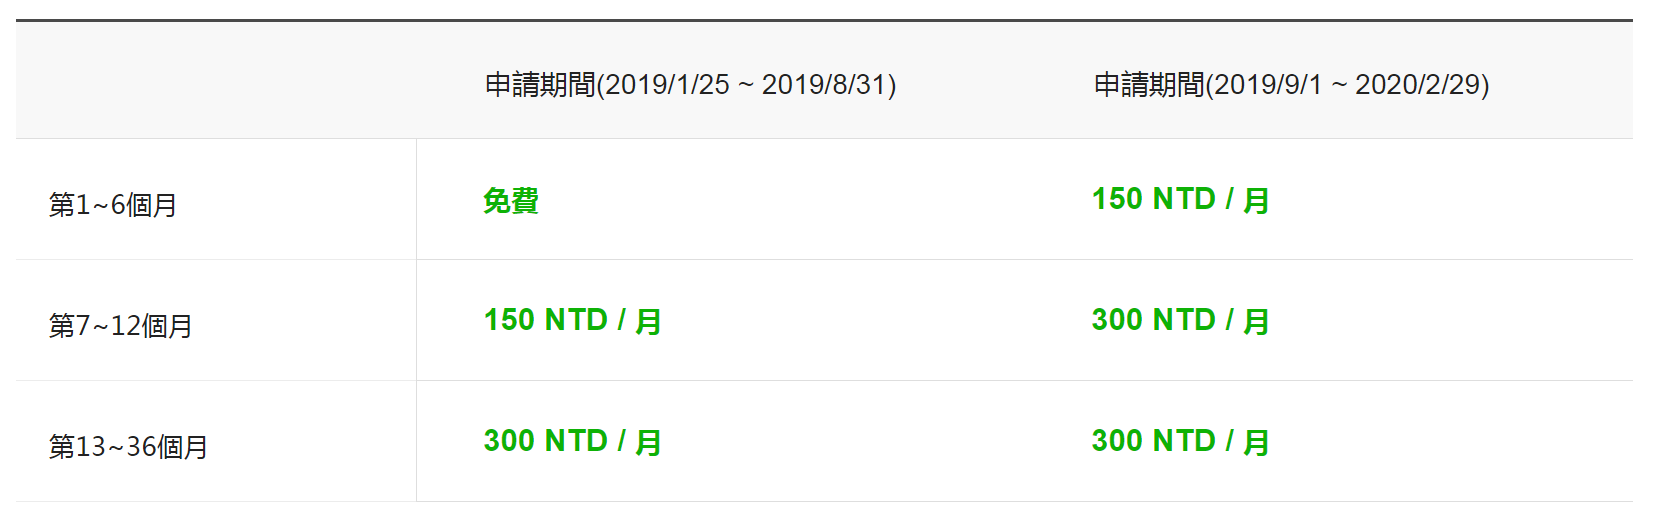 申請期間(2019/1/25 ~ 2019/8/31)
申請期間(2019/9/1 ~ 2020/2/29)
第1~6個月
免費
150 NTD / 月
第7~12個月
150 NTD / 月
300 NTD / 月
第13~36個月
300 NTD / 月
300 NTD / 月